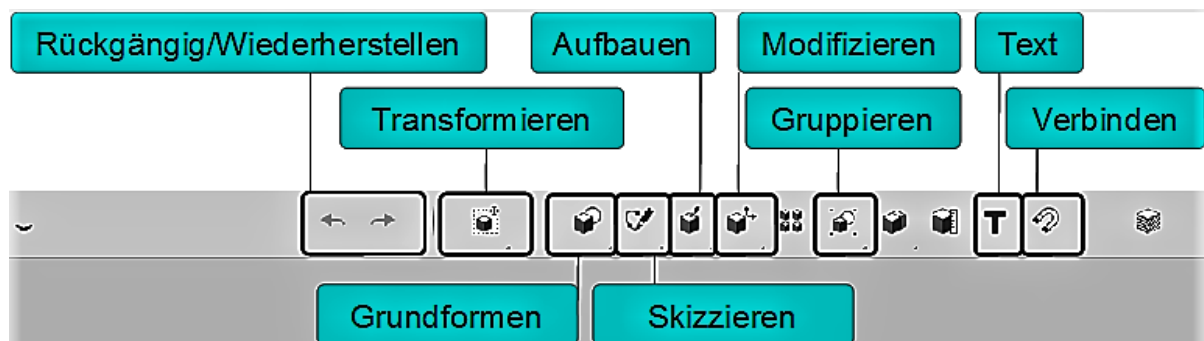 Rückgängig/Wiederherstellen
Aufbauen
Modifizieren
Text
Transformieren
Gruppieren
Verbinden
Grundformen
Skizzieren